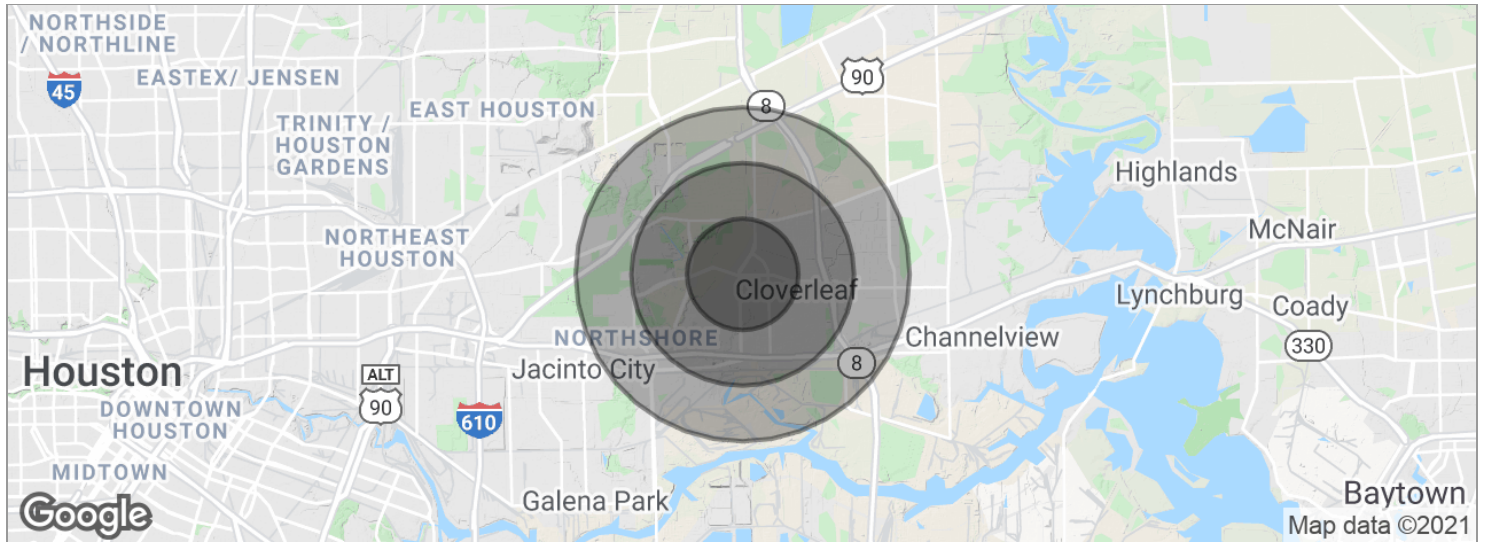 NORTHSIDE
/ NORTHLINE
45
EASTEX/ JENSEN
EAST HOUSTON
TRINITY /
HOUSTON
GARDENS
8
90
Highlands
McNair
NORTHEAST
HOUSTON
Cloverleaf
Lynchburg
Coady
330
NORTHSHORE
Channelview
8
Jacinto City
Houston
ALT
90
610
DOWNTOWN
HOUSTON
MIDTOWN
Galena Park
Baytown
Google
Map data ©2021